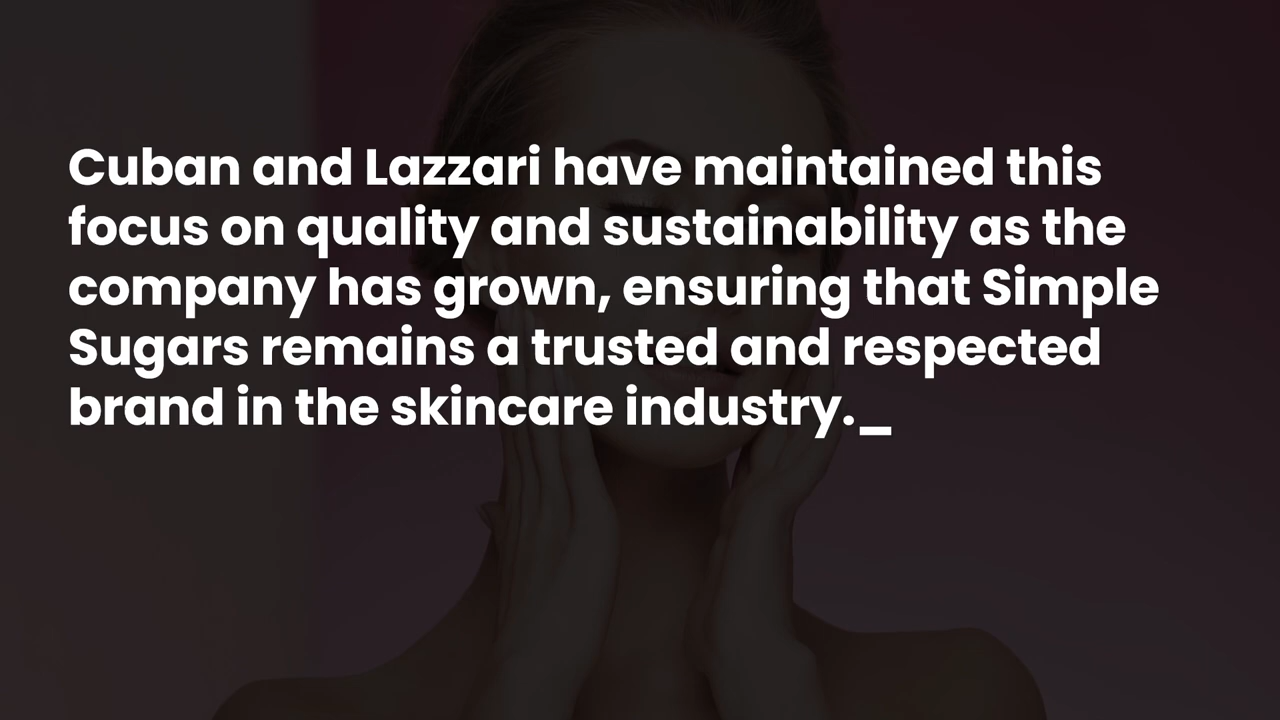 Cuban and Lazzari have maintained this
focus on quality and sustainability as the
company has grown, ensuring that Simple
Sugars remains a trusted and respected
brand in the skincare industry._